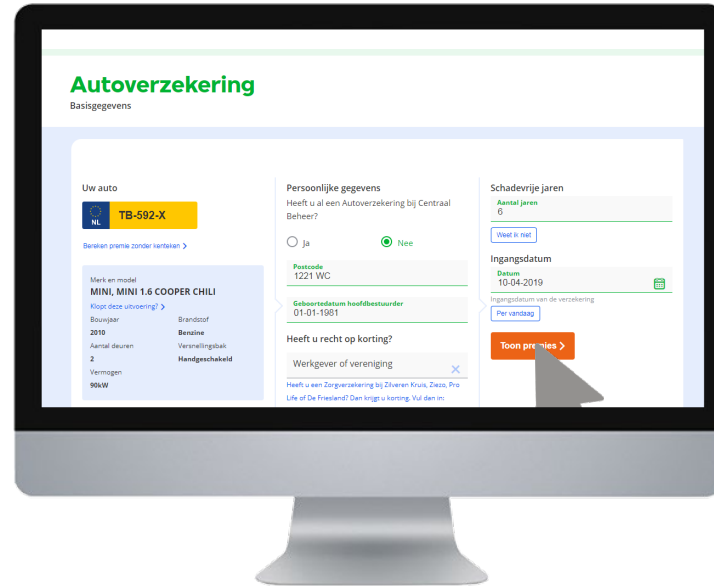 Autoverzekering
Basisgegevens
Uw auto
NL
TB-592-X
Bereken premie zonder kenteken >
Merk en model
MINI, MINI 1.6 COOPER CHILI
Klopt deze uitvoering? >
Bouwjaar Brandstof
2010 Benzine
Aantal deuren Versnellingsbak
2 Handgeschakeld
Vermogen
90kW
Persoonlijke gegevens
Heeft u al een Autoverzekering bij Centraal
Beheer?
Ja Nee
Postcode
1221 WC
Geboortedatum hoofdbestuurder
01-01-1981
Heeft u recht op korting?
Werkgever of vereniging
Heeft u een Zorgverzekering bij Zilveren Kruis, Ziezo, Pro
Life of De Friesland? Dan krijgt u korting. Vul dan in:
Schadevrije jaren
Aantal jaren
6
Weet ik niet
Ingangsdatum
Datum
10-04-2019
Ingangsdatum van de verzekering
Per vandaag
Toon premies >